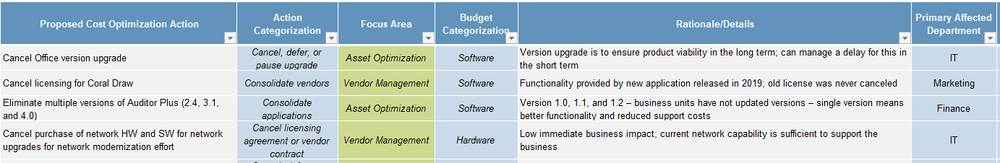 Proposed Cost Optimization Action
Action
Categorization
Focus Area
Budget
Categorization
Rationale/Details
Primary Affected
Department
Cancel Office version upgrade
Cancel, defer, or
pause upgrade
Asset Optimization
Software
Version upgrade is to ensure product viability in the long term; can manage a delay for this in
the short term
IT
Cancel licensing for Coral Draw
Consolidate vendors
Vendor Management
Software
Functionality provided by new application released in 2019; old license was never canceled
Marketing
Eliminate multiple versions of Auditor Plus (2.4, 3.1,
and 4.0)
Consolidate
applications
Asset Optimization
Software
Version 1.0, 1.1, and 1.2 – business units have not updated versions – single version means
better functionality and reduced support costs
Finance
Cancel purchase of network HW and SW for network
upgrades for network modernization effort
Cancel licensing
agreement or vendor
contract
Vendor Management
Hardware
Low immediate business impact; current network capability is sufficient to support the
business
IT